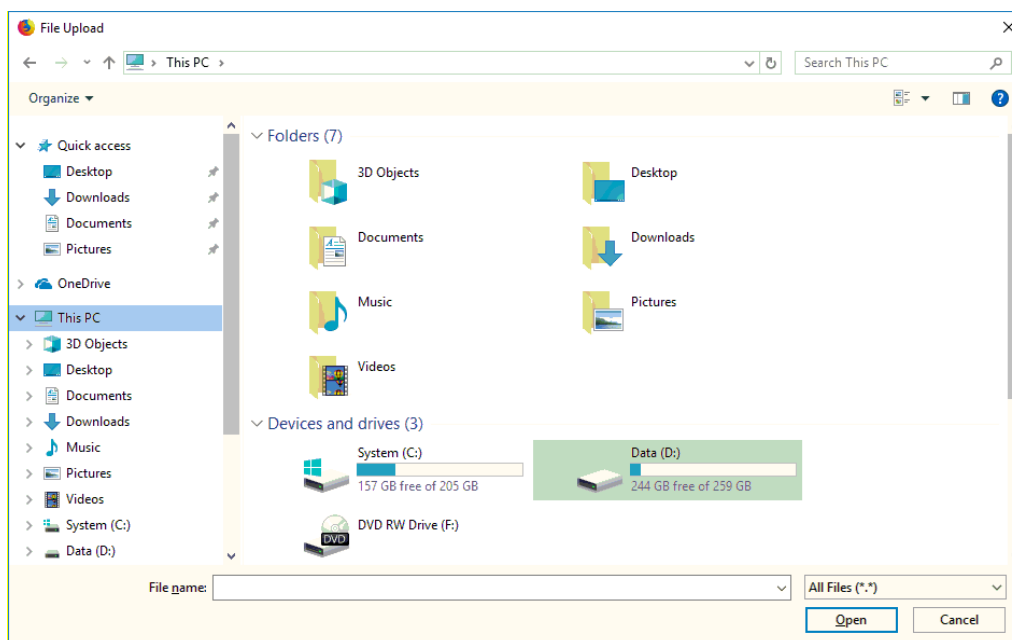 File Upload
This PC
Search This PC
Organize
Quick access
Desktop
Downloads
Documents
Pictures
OneDrive
This PC
3D Objects
Desktop
Documents
Downloads
Music
Pictures
Videos
System (C:)
Data (D:)
Folders (7)
3D Objects
Desktop
Documents
Downloads
Music
Pictures
Videos
Devices and drives (3)
System (C:)
157 GB free of 205 GB
Data (D:)
244 GB free of 259 GB
DVD
DVD RW Drive (F:)
File name:
All Files (*.*)
Open
Cancel